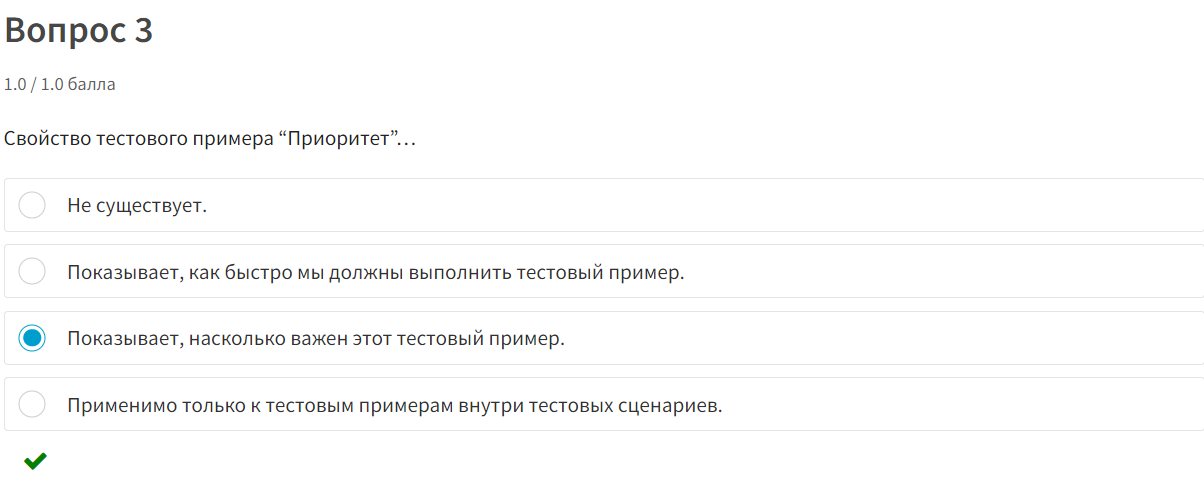 Вопрос 3
1.0 / 1.0 балла
Свойство тестового примера “Приоритет”…
Не существует.
Показывает, как быстро мы должны выполнить тестовый пример.
Показывает, насколько важен этот тестовый пример.
Применимо только к тестовым примерам внутри тестовых сценариев.